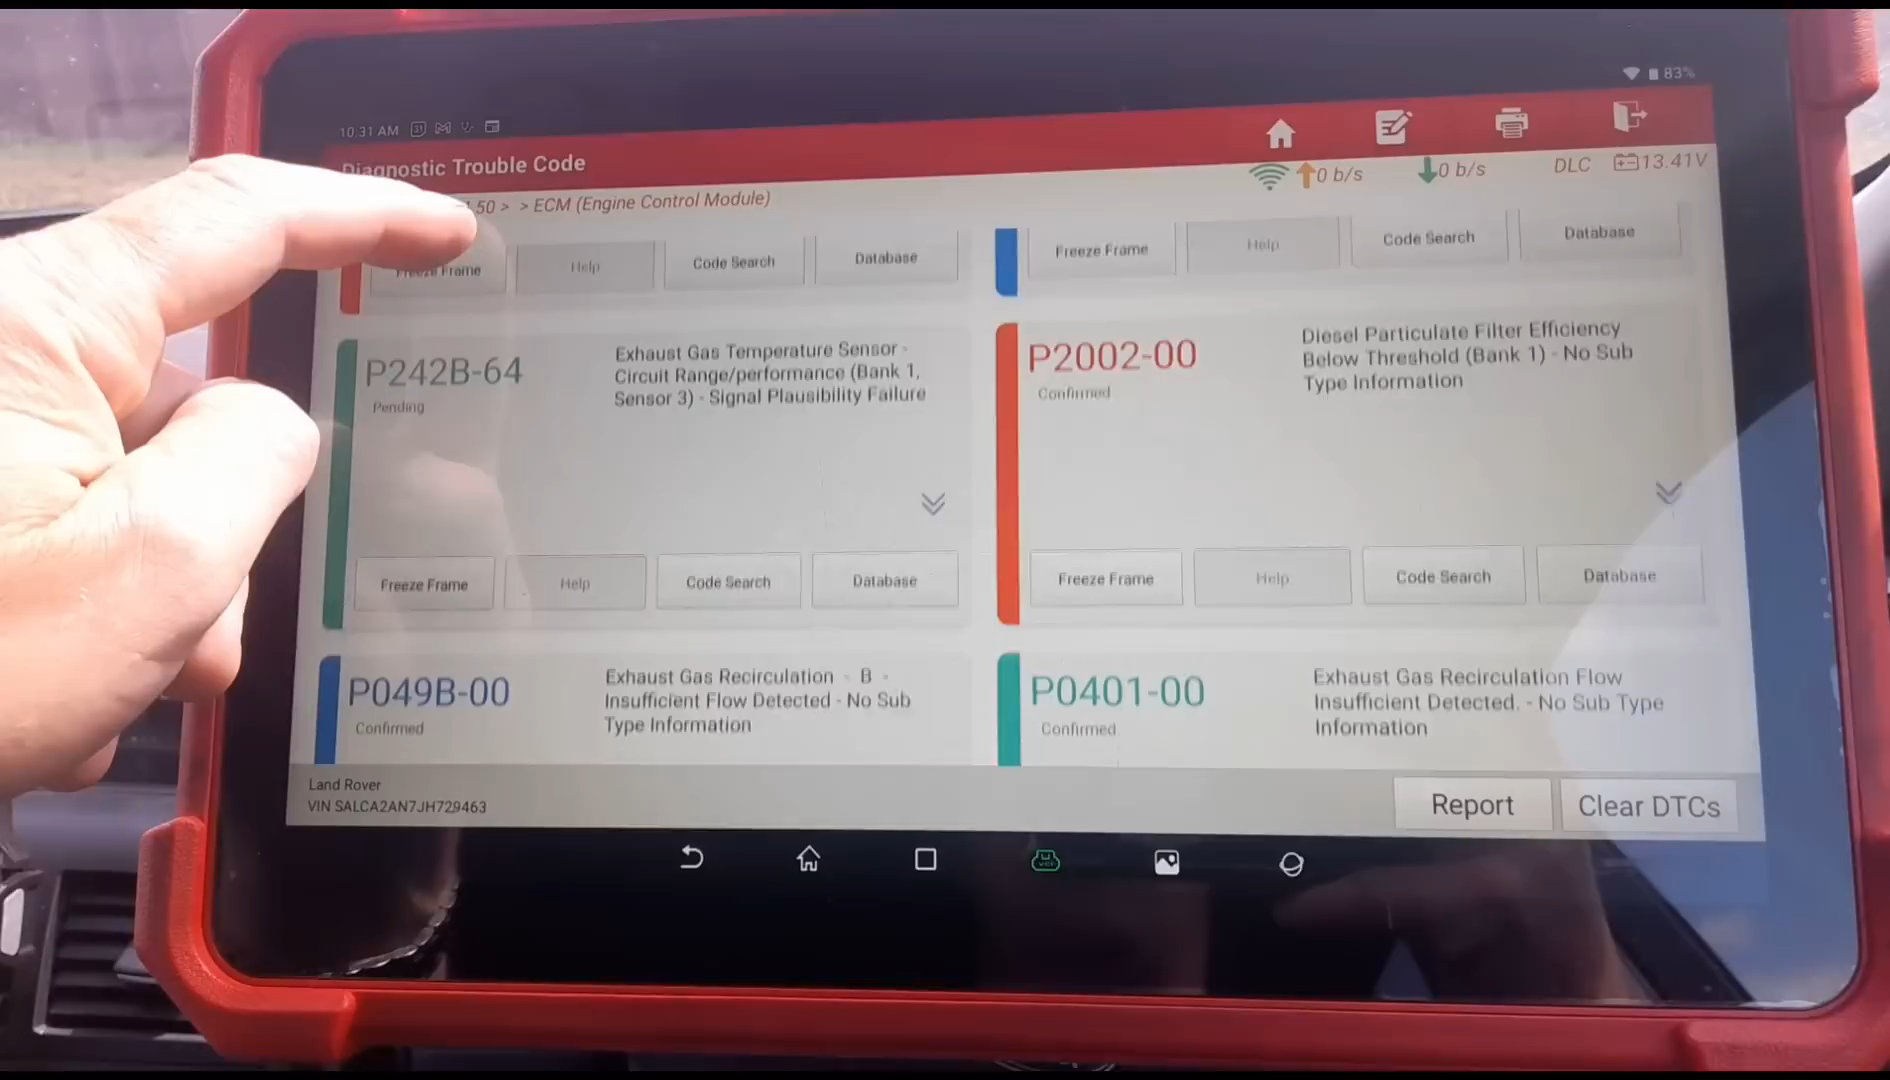 10:31 AM
83%
Diagnostic Trouble Code
DLC
13.41V
0 b/s
0 b/s
50 > > ECM (Engine Control Module)
Freeze Frame
Help
Code Search
Database
Freeze Frame
Help
Code Search
Database
P242B-64
Pending
Exhaust Gas Temperature Sensor -
Circuit Range/performance (Bank 1,
Sensor 3) - Signal Plausibility Failure
Freeze Frame
Help
Code Search
Database
P2002-00
Confirmed
Diesel Particulate Filter Efficiency
Below Threshold (Bank 1) - No Sub
Type Information
Freeze Frame
Help
Code Search
Database
P049B-00
Confirmed
Exhaust Gas Recirculation - B -
Insufficient Flow Detected - No Sub
Type Information
P0401-00
Confirmed
Exhaust Gas Recirculation Flow
Insufficient Detected. - No Sub Type
Information
Land Rover
VIN SALCA2AN7JH729463
Report
Clear DTCs